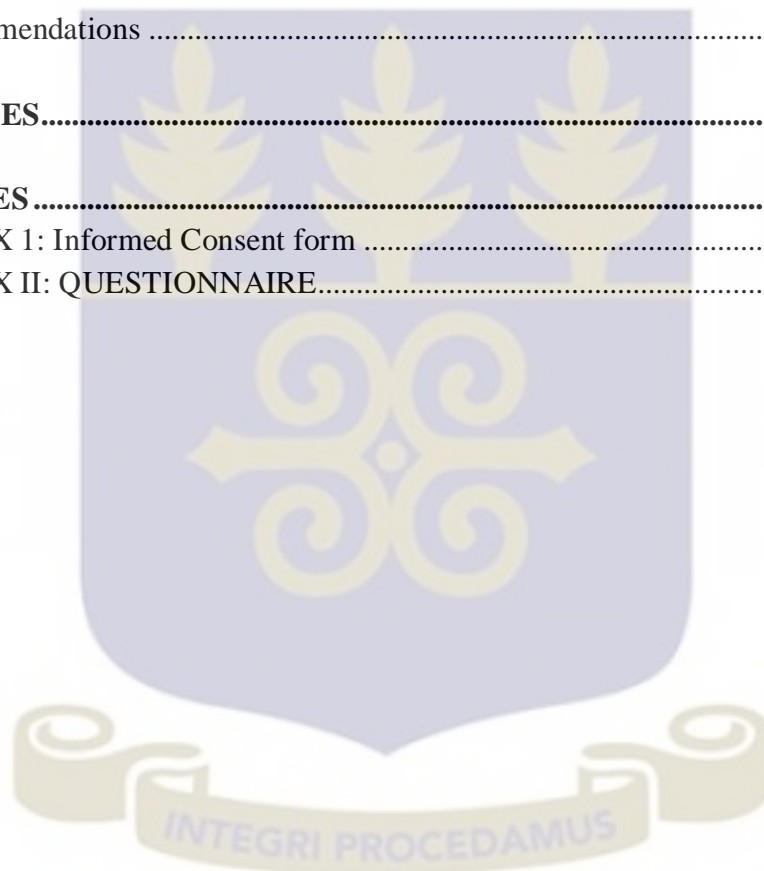 mendations ................................................................................
ES................................................................................
ES................................................................................
X 1: Informed Consent form ..................................................
X II: QUESTIONNAIRE.........................................................
INTEGRI PROCEDAMUS